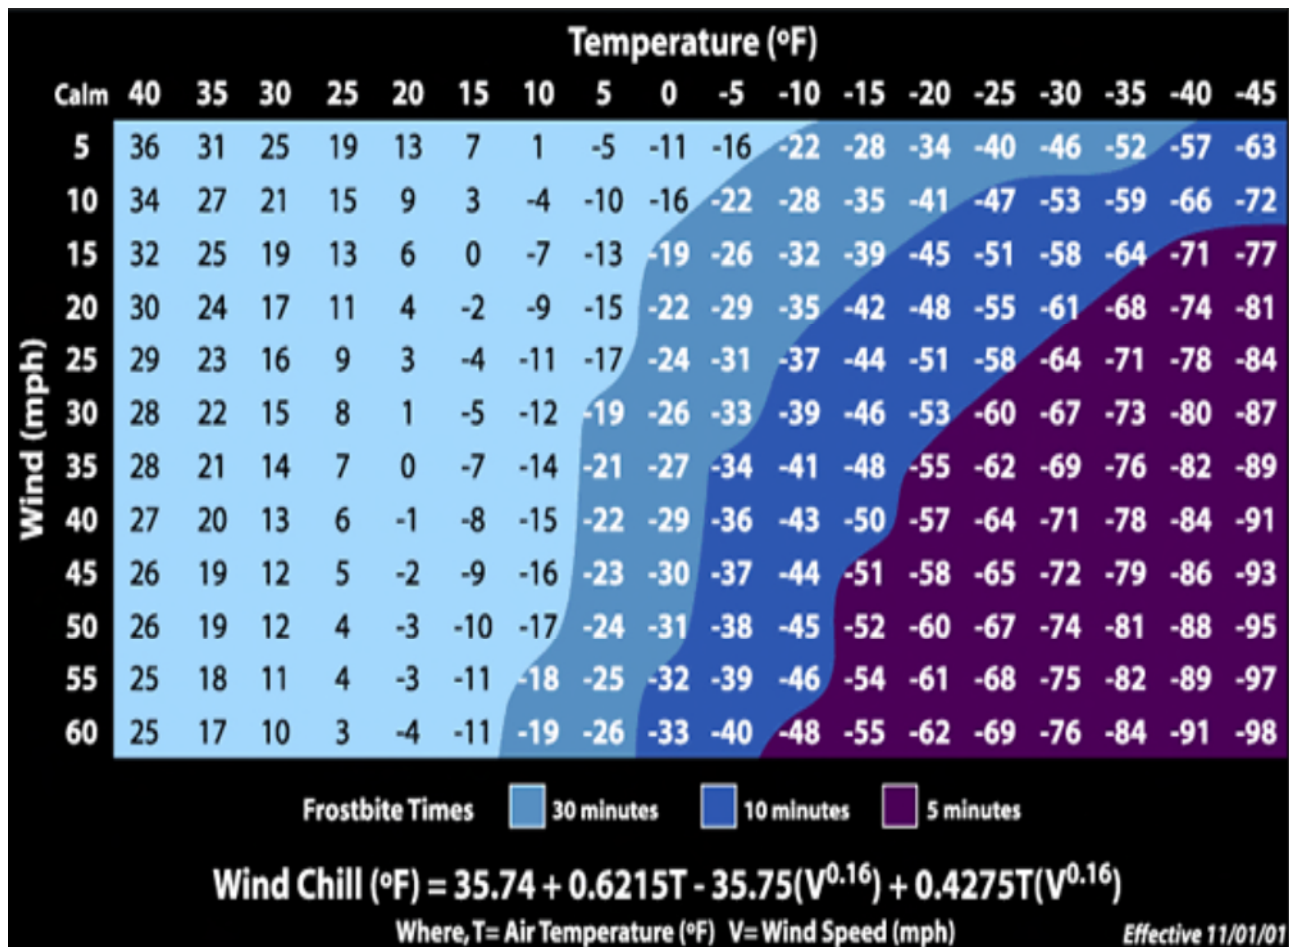 Temperature (ºF)
Calm 40 35 30 25 20 15 10 5 0 -5 -10 -15 -20 -25 -30 -35 -40 -45
Wind (mph)
5 36 31 25 19 13 7 1 -5 -11 -16 -22 -28 -34 -40 -46 -52 -57 -63
10 34 27 21 15 9 3 -4 -10 -16 -22 -28 -35 -41 -47 -53 -59 -66 -72
15 32 25 19 13 6 0 -7 -13 -19 -26 -32 -39 -45 -51 -58 -64 -71 -77
20 30 24 17 11 4 -2 -9 -15 -22 -29 -35 -42 -48 -55 -61 -68 -74 -81
25 29 23 16 9 3 -4 -11 -17 -24 -31 -37 -44 -51 -58 -64 -71 -78 -84
30 28 22 15 8 1 -5 -12 -19 -26 -33 -39 -46 -53 -60 -67 -73 -80 -87
35 28 21 14 7 0 -7 -14 -21 -27 -34 -41 -48 -55 -62 -69 -76 -82 -89
40 27 20 13 6 -1 -8 -15 -22 -29 -36 -43 -50 -57 -64 -71 -78 -84 -91
45 26 19 12 5 -2 -9 -16 -23 -30 -37 -44 -51 -58 -65 -72 -79 -86 -93
50 26 19 12 4 -3 -10 -17 -24 -31 -38 -45 -52 -60 -67 -74 -81 -88 -95
55 25 18 11 4 -3 -11 -18 -25 -32 -39 -46 -54 -61 -68 -75 -82 -89 -97
60 25 17 10 3 -4 -11 -19 -26 -33 -40 -48 -55 -62 -69 -76 -84 -91 -98
Frostbite Times 30 minutes 10 minutes 5 minutes
Wind Chill (ºF) = 35.74 + 0.6215T - 35.75(V^0.16) + 0.4275T(V^0.16)
Where, T= Air Temperature (ºF) V= Wind Speed (mph)
Effective 11/01/01